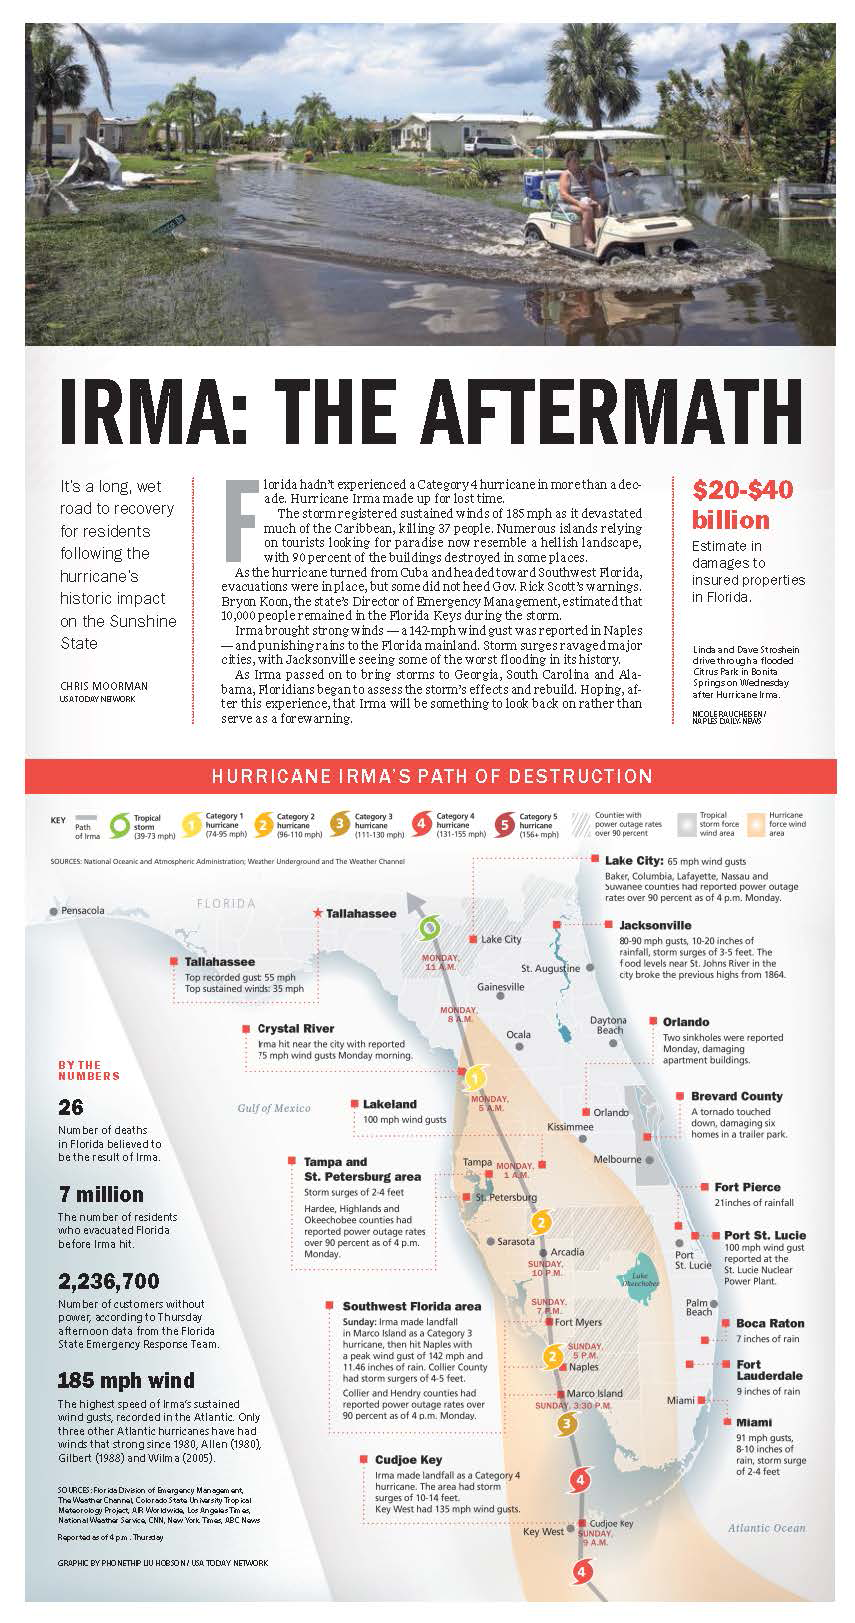 IRMA: THE AFTERMATH
It's a long, wet
road to recovery
for residents
following the
hurricane's
historic impact
on the Sunshine
State
CHRIS MOORMAN
USA TODAY NETWORK
Florida hadn't experienced a Category 4 hurricane in more than a dec-
ade. Hurricane Irma made up for lost time.
The storm registered sustained winds of 185 mph as it devastated
much of the Caribbean, killing 37 people. Numerous islands relying
on tourists looking for paradise now resemble a hellish landscape,
with 90 percent of the buildings destroyed in some places.
As the hurricane turned from Cuba and headed toward Southwest Florida,
evacuations were in place, but some did not heed Gov. Rick Scott's warnings.
Bryon Koon, the state's Director of Emergency Management, estimated that
10,000 people remained in the Florida Keys during the storm.
Irma brought strong winds — a 142-mph wind gust was reported in Naples
— and punishing rains to the Florida mainland. Storm surges ravaged major
cities, with Jacksonville seeing some of the worst flooding in its history.
As Irma passed on to bring storms to Georgia, South Carolina and Ala-
bama, Floridians began to assess the storm's effects and rebuild. Hoping, af-
ter this experience, that Irma will be something to look back on rather than
serve as a forewarning.
$20-$40
billion
Estimate in
damages to
insured properties
in Florida.
Linda and Dave Stroshein
drive through a flooded
Citrus Park in Bonita
Springs on Wednesday
after Hurricane Irma.
NICOLE RAUCHEISEN/
NAPLES DAILY NEWS
HURRICANE IRMA'S PATH OF DESTRUCTION
KEY
Path
of Irma
Tropical
storm
(39-73 mph)
1
Category 1
hurricane
(74-95 mph)
2
Category 2
hurricane
(96-110 mph)
3
Category 3
hurricane
(111-130 mph)
4
Category 4
hurricane
(131-155 mph)
5
Category 5
hurricane
(156+ mph)
Counties with
power outage rates
over 90 percent
Tropical
storm force
wind area
Hurricane
force wind
area
SOURCES: National Oceanic and Atmospheric Administration; Weather Underground and The Weather Channel
Lake City: 65 mph wind gusts
Baker, Columbia, Lafayette, Nassau and
Suwanee counties had reported power outage
rates over 90 percent as of 4 p.m. Monday.
FLORIDA
Pensacola
Tallahassee
Lake City
Jacksonville
80-90 mph gusts, 10-20 inches of
rainfall, storm surges of 3-5 feet. The
food levels near St. Johns River in the
city broke the previous highs from 1864.
Tallahassee
Top recorded gust: 55 mph
Top sustained winds: 35 mph
MONDAY,
11 A.M.
St. Augustine
Gainesville
MONDAY,
8 A.M.
Crystal River
Irma hit near the city with reported
75 mph wind gusts Monday morning.
Ocala
Daytona
Beach
Orlando
Two sinkholes were reported
Monday, damaging
apartment buildings.
1
MONDAY,
5 A.M.
Gulf of Mexico
Lakeland
100 mph wind gusts
Orlando
Kissimmee
Brevard County
A tornado touched
down, damaging six
homes in a trailer park.
Melbourne
Tampa and
St. Petersburg area
Storm surges of 2-4 feet
Hardee, Highlands and
Okeechobee counties had
reported power outage rates
over 90 percent as of 4 p.m.
Monday.
Tampa
MONDAY,
1 A.M.
St. Petersburg
Fort Pierce
21inches of rainfall
2
Sarasota
Arcadia
SUNDAY,
10 P.M.
Port
St. Lucie
Port St. Lucie
100 mph wind gust
reported at the
St. Lucie Nuclear
Power Plant.
Lake
Okeechobee
SUNDAY,
7 P.M.
Fort Myers
Palm
Beach
Southwest Florida area
Sunday: Irma made landfall
in Marco Island as a Category 3
hurricane, then hit Naples with
a peak wind gust of 142 mph and
11.46 inches of rain. Collier County
had storm surgers of 4-5 feet.
Collier and Hendry counties had
reported power outage rates over
90 percent as of 4 p.m. Monday.
Boca Raton
7 inches of rain
2
SUNDAY,
5 P.M.
Naples
Fort
Lauderdale
9 inches of rain
Marco Island
SUNDAY, 3:30 P.M.
Miami
3
Miami
91 mph gusts,
8-10 inches of
rain, storm surge
of 2-4 feet
Cudjoe Key
Irma made landfall as a Category 4
hurricane. The area had storm
surges of 10-14 feet.
Key West had 135 mph wind gusts.
4
Cudjoe Key
Key West
SUNDAY,
9 A.M.
4
Atlantic Ocean
BY THE
NUMBERS
26
Number of deaths
in Florida believed to
be the result of Irma.
7 million
The number of residents
who evacuated Florida
before Irma hit.
2,236,700
Number of customers without
power, according to Thursday
afternoon data from the Florida
State Emergency Response Team.
185 mph wind
The highest speed of Irma's sustained
wind gusts, recorded in the Atlantic. Only
three other Atlantic hurricanes have had
winds that strong since 1980, Allen (1980),
Gilbert (1988) and Wilma (2005).
SOURCES: Florida Division of Emergency Management,
The Weather Channel, Colorado State University Tropical
Meteorology Project, AIR Worldwide, Los Angeles Times,
National Weather Service, CNN, New York Times, ABC News
Reported as of 4 p.m. Thursday
GRAPHIC BY PHONETHIP LIU HOBSON / USA TODAY NETWORK